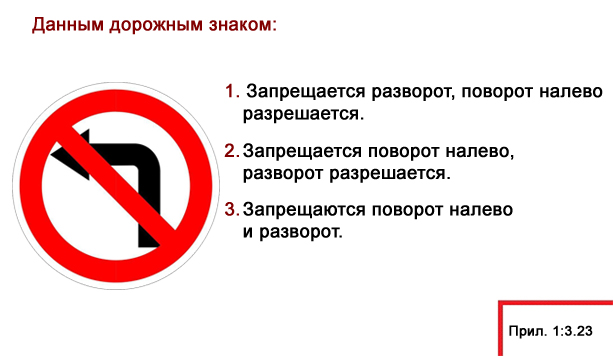 Данным дорожным знаком:
1. Запрещается разворот, поворот налево
разрешается.
2. Запрещается поворот налево,
разворот разрешается.
3. Запрещаются поворот налево
и разворот.
Прил. 1:3.23